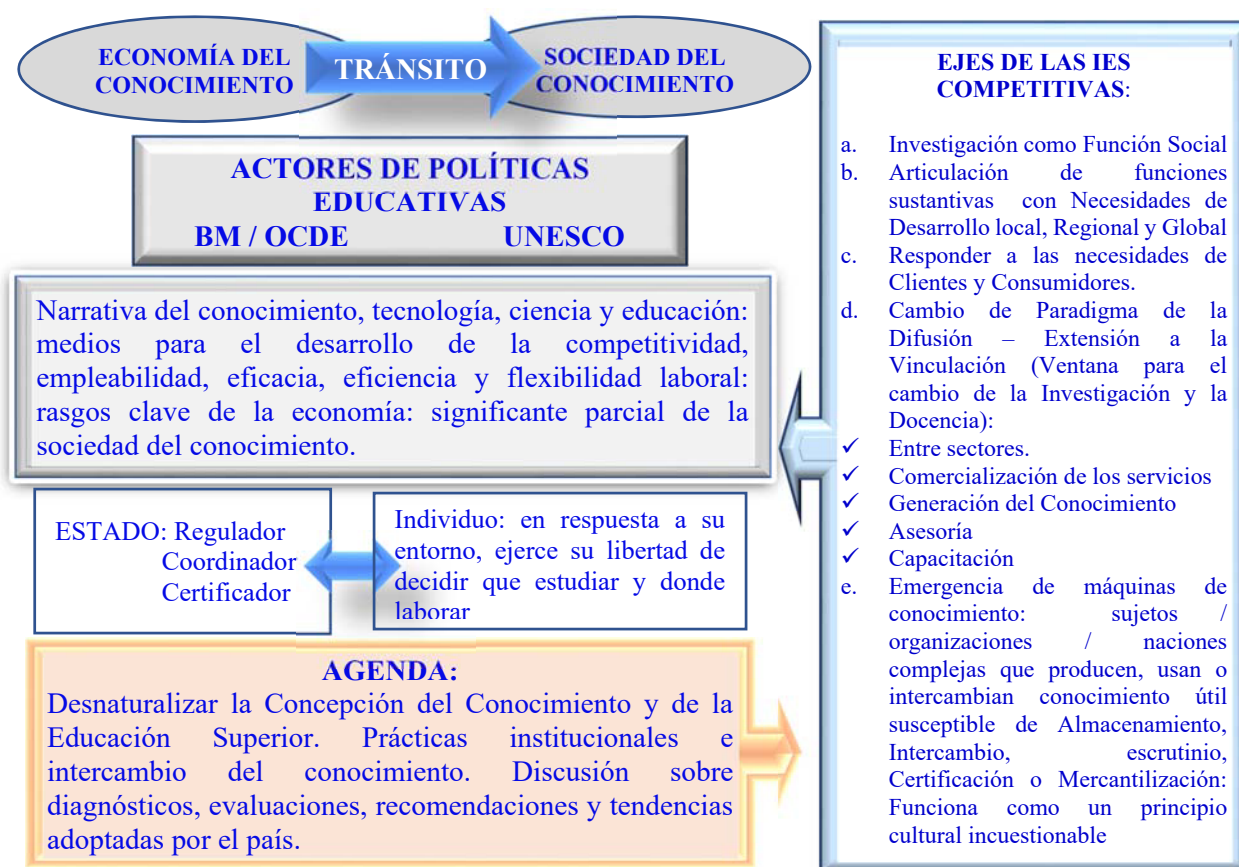 ECONOMÍA DEL
CONOCIMIENTO
TRÁNSITO
SOCIEDAD DEL
CONOCIMIENTO
ACTORES DE POLÍTICAS
EDUCATIVAS
BM / OCDE UNESCO
Narrativa del conocimiento, tecnología, ciencia y educación:
medios para el desarrollo de la competitividad,
empleabilidad, eficacia, eficiencia y flexibilidad laboral:
rasgos clave de la economía: significante parcial de la
sociedad del conocimiento.
ESTADO: Regulador
Coordinador
Certificador
Individuo: en respuesta a su
entorno, ejerce su libertad de
decidir que estudiar y donde
laborar
AGENDA:
Desnaturalizar la Concepción del Conocimiento y de la
Educación Superior. Prácticas institucionales e
intercambio del conocimiento. Discusión sobre
diagnósticos, evaluaciones, recomendaciones y tendencias
adoptadas por el país.
EJES DE LAS IES
COMPETITIVAS:
a. Investigación como Función Social
b. Articulación de funciones
sustantivas con Necesidades de
Desarrollo local, Regional y Global
c. Responder a las necesidades de
Clientes y Consumidores.
d. Cambio de Paradigma de la
Difusión – Extensión a la
Vinculación (Ventana para el
cambio de la Investigación y la
Docencia):
✓ Entre sectores.
✓ Comercialización de los servicios
✓ Generación del Conocimiento
✓ Asesoría
✓ Capacitación
e. Emergencia de máquinas de
conocimiento: sujetos /
organizaciones / naciones
complejas que producen, usan o
intercambian conocimiento útil
susceptible de Almacenamiento,
Intercambio, escrutinio,
Certificación o Mercantilización:
Funciona como un principio
cultural incuestionable